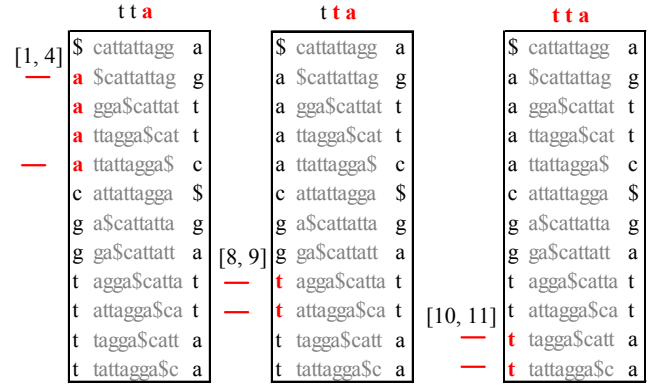 t t a t t a t t a
$ cattattagg a $ cattattagg a $ cattattagg a
[1, 4]
a $cattattag g a $cattattag g a $cattattag g
a gga$cattat t a gga$cattat t a gga$cattat t
a ttagga$cat t a ttagga$cat t a ttagga$cat t
a ttattagga$ c a ttattagga$ c a ttattagga$ c
c attattagga $ c attattagga $ c attattagga $
g a$cattatta g g a$cattatta g g a$cattatta g
g ga$cattatt a g ga$cattatt a g ga$cattatt a
[8, 9]
t agga$catta t t agga$catta t t agga$catta t
t attagga$ca t t attagga$ca t t attagga$ca t
[10, 11]
t tagga$catt a t tagga$catt a t tagga$catt a
t tattagga$c a t tattagga$c a t tattagga$c a